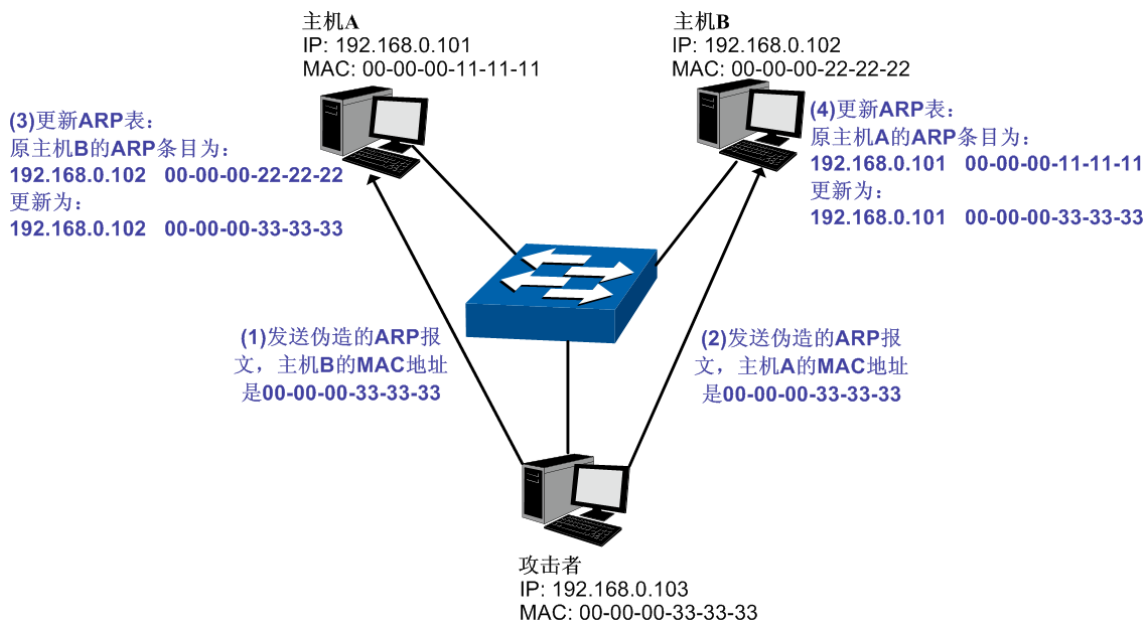 主机A
IP: 192.168.0.101
MAC: 00-00-00-11-11-11
主机B
IP: 192.168.0.102
MAC: 00-00-00-22-22-22
(3)更新ARP表：
原主机B的ARP条目为：
192.168.0.102 00-00-00-22-22-22
更新为：
192.168.0.102 00-00-00-33-33-33
(4)更新ARP表：
原主机A的ARP条目为：
192.168.0.101 00-00-00-11-11-11
更新为：
192.168.0.101 00-00-00-33-33-33
(1)发送伪造的ARP报
文，主机B的MAC地址
是00-00-00-33-33-33
(2)发送伪造的ARP报
文，主机A的MAC地址
是00-00-00-33-33-33
攻击者
IP: 192.168.0.103
MAC: 00-00-00-33-33-33